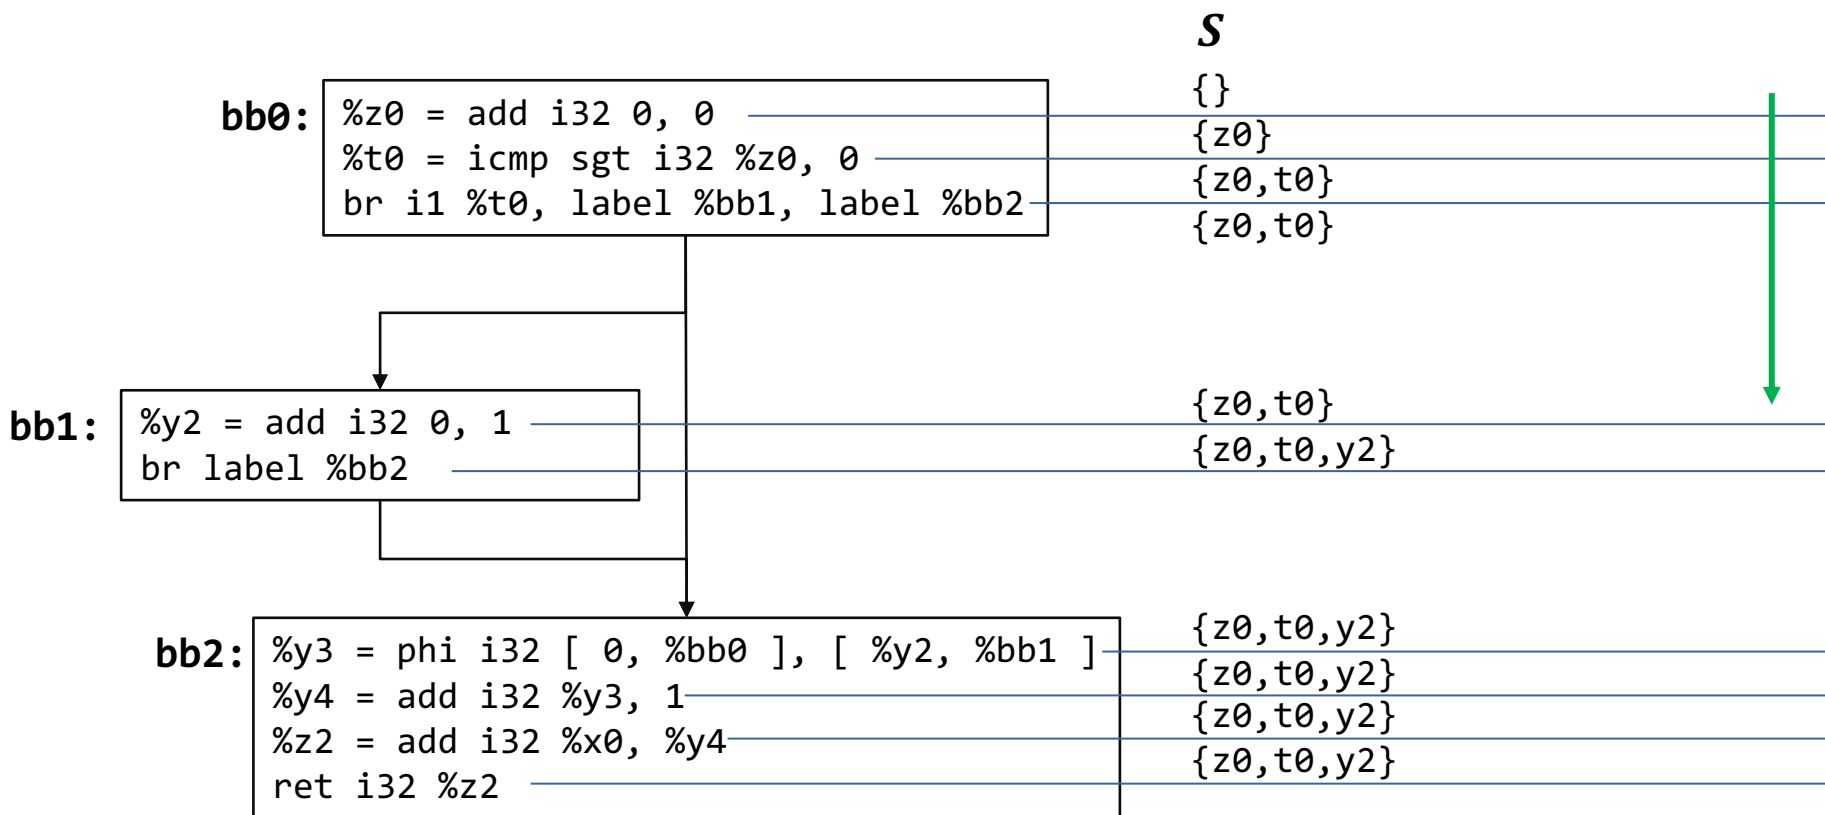 S
bb0:
%z0 = add i32 0, 0
%t0 = icmp sgt i32 %z0, 0
br i1 %t0, label %bb1, label %bb2
{}
{z0}
{z0,t0}
{z0,t0}
bb1:
%y2 = add i32 0, 1
br label %bb2
{z0,t0}
{z0,t0,y2}
bb2:
%y3 = phi i32 [ 0, %bb0 ], [ %y2, %bb1 ]
%y4 = add i32 %y3, 1
%z2 = add i32 %x0, %y4
ret i32 %z2
{z0,t0,y2}
{z0,t0,y2}
{z0,t0,y2}
{z0,t0,y2}